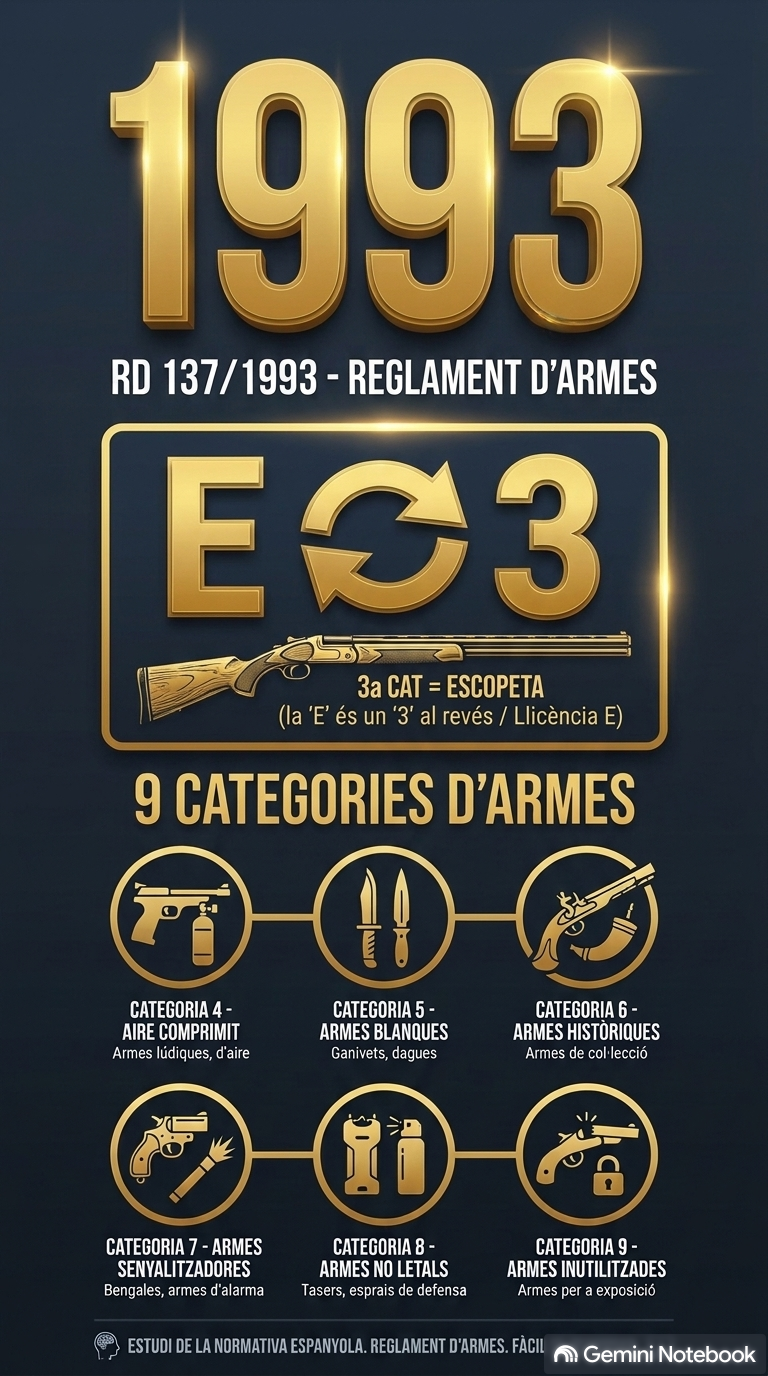 1993
RD 137/1993 - REGLAMENT D'ARMES
E 3
3a CAT = ESCOPETA
(la 'E' és un '3' al revés / Llicència E)
9 CATEGORIES D'ARMES
CATEGORIA 4 -
AIRE COMPRIMIT
Armes lúdiques, d'aire
CATEGORIA 5 -
ARMES BLANQUES
Ganivets, dagues
CATEGORIA 6 -
ARMES HISTÒRIQUES
Armes de col·lecció
CATEGORIA 7 - ARMES
SENYALITZADORES
Bengales, armes d'alarma
CATEGORIA 8 -
ARMES NO LETALS
Tasers, esprais de defensa
CATEGORIA 9 -
ARMES INUTILITZADES
Armes per a exposició
ESTUDI DE LA NORMATIVA ESPANYOLA. REGLAMENT D'ARMES. FÀCIL
Gemini Notebook